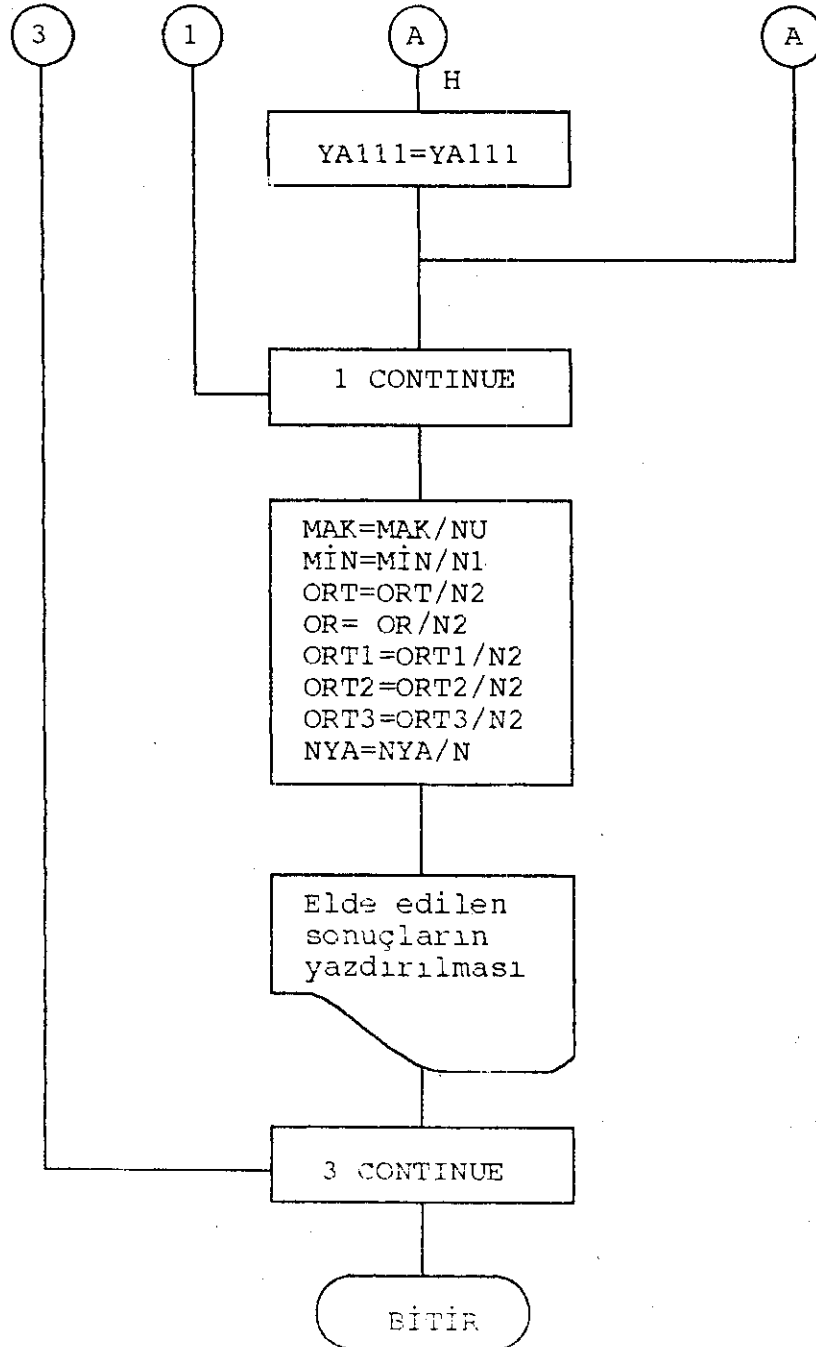 3 1 A A
H
YA111=YA111
1 CONTINUE
MAK=MAK/NU
MİN=MİN/N1
ORT=ORT/N2
OR= OR/N2
ORT1=ORT1/N2
ORT2=ORT2/N2
ORT3=ORT3/N2
NYA=NYA/N
Elde edilen
sonuçların
yazdırılması
3 CONTINUE
BİTİR